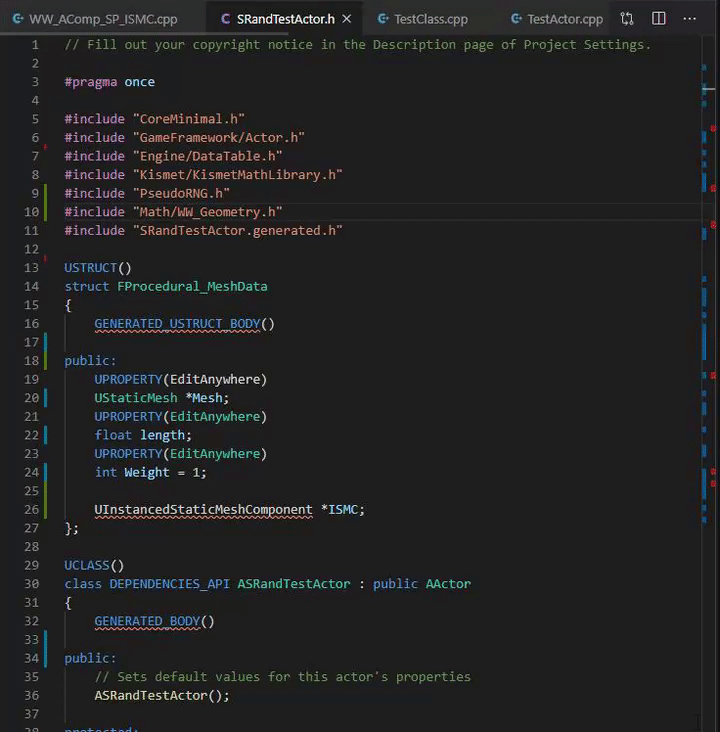 WW_AComp_SP_ISMC.cpp SRandTestActor.h TestClass.cpp TestActor.cpp
1 // Fill out your copyright notice in the Description page of Project Settings.
2
3 #pragma once
4
5 #include "CoreMinimal.h"
6 #include "GameFramework/Actor.h"
7 #include "Engine/DataTable.h"
8 #include "Kismet/KismetMathLibrary.h"
9 #include "PseudoRNG.h"
10 #include "Math/WW_Geometry.h"
11 #include "SRandTestActor.generated.h"
12
13 USTRUCT()
14 struct FProcedural_MeshData
15 {
16 GENERATED_USTRUCT_BODY()
17
18 public:
19 UPROPERTY(EditAnywhere)
20 UStaticMesh *Mesh;
21 UPROPERTY(EditAnywhere)
22 float length;
23 UPROPERTY(EditAnywhere)
24 int Weight = 1;
25
26 UInstancedStaticMeshComponent *ISMC;
27 };
28
29 UCLASS()
30 class DEPENDENCIES_API ASRandTestActor : public AActor
31 {
32 GENERATED_BODY()
33
34 public:
35 // Sets default values for this actor's properties
36 ASRandTestActor();
37
38 protected: